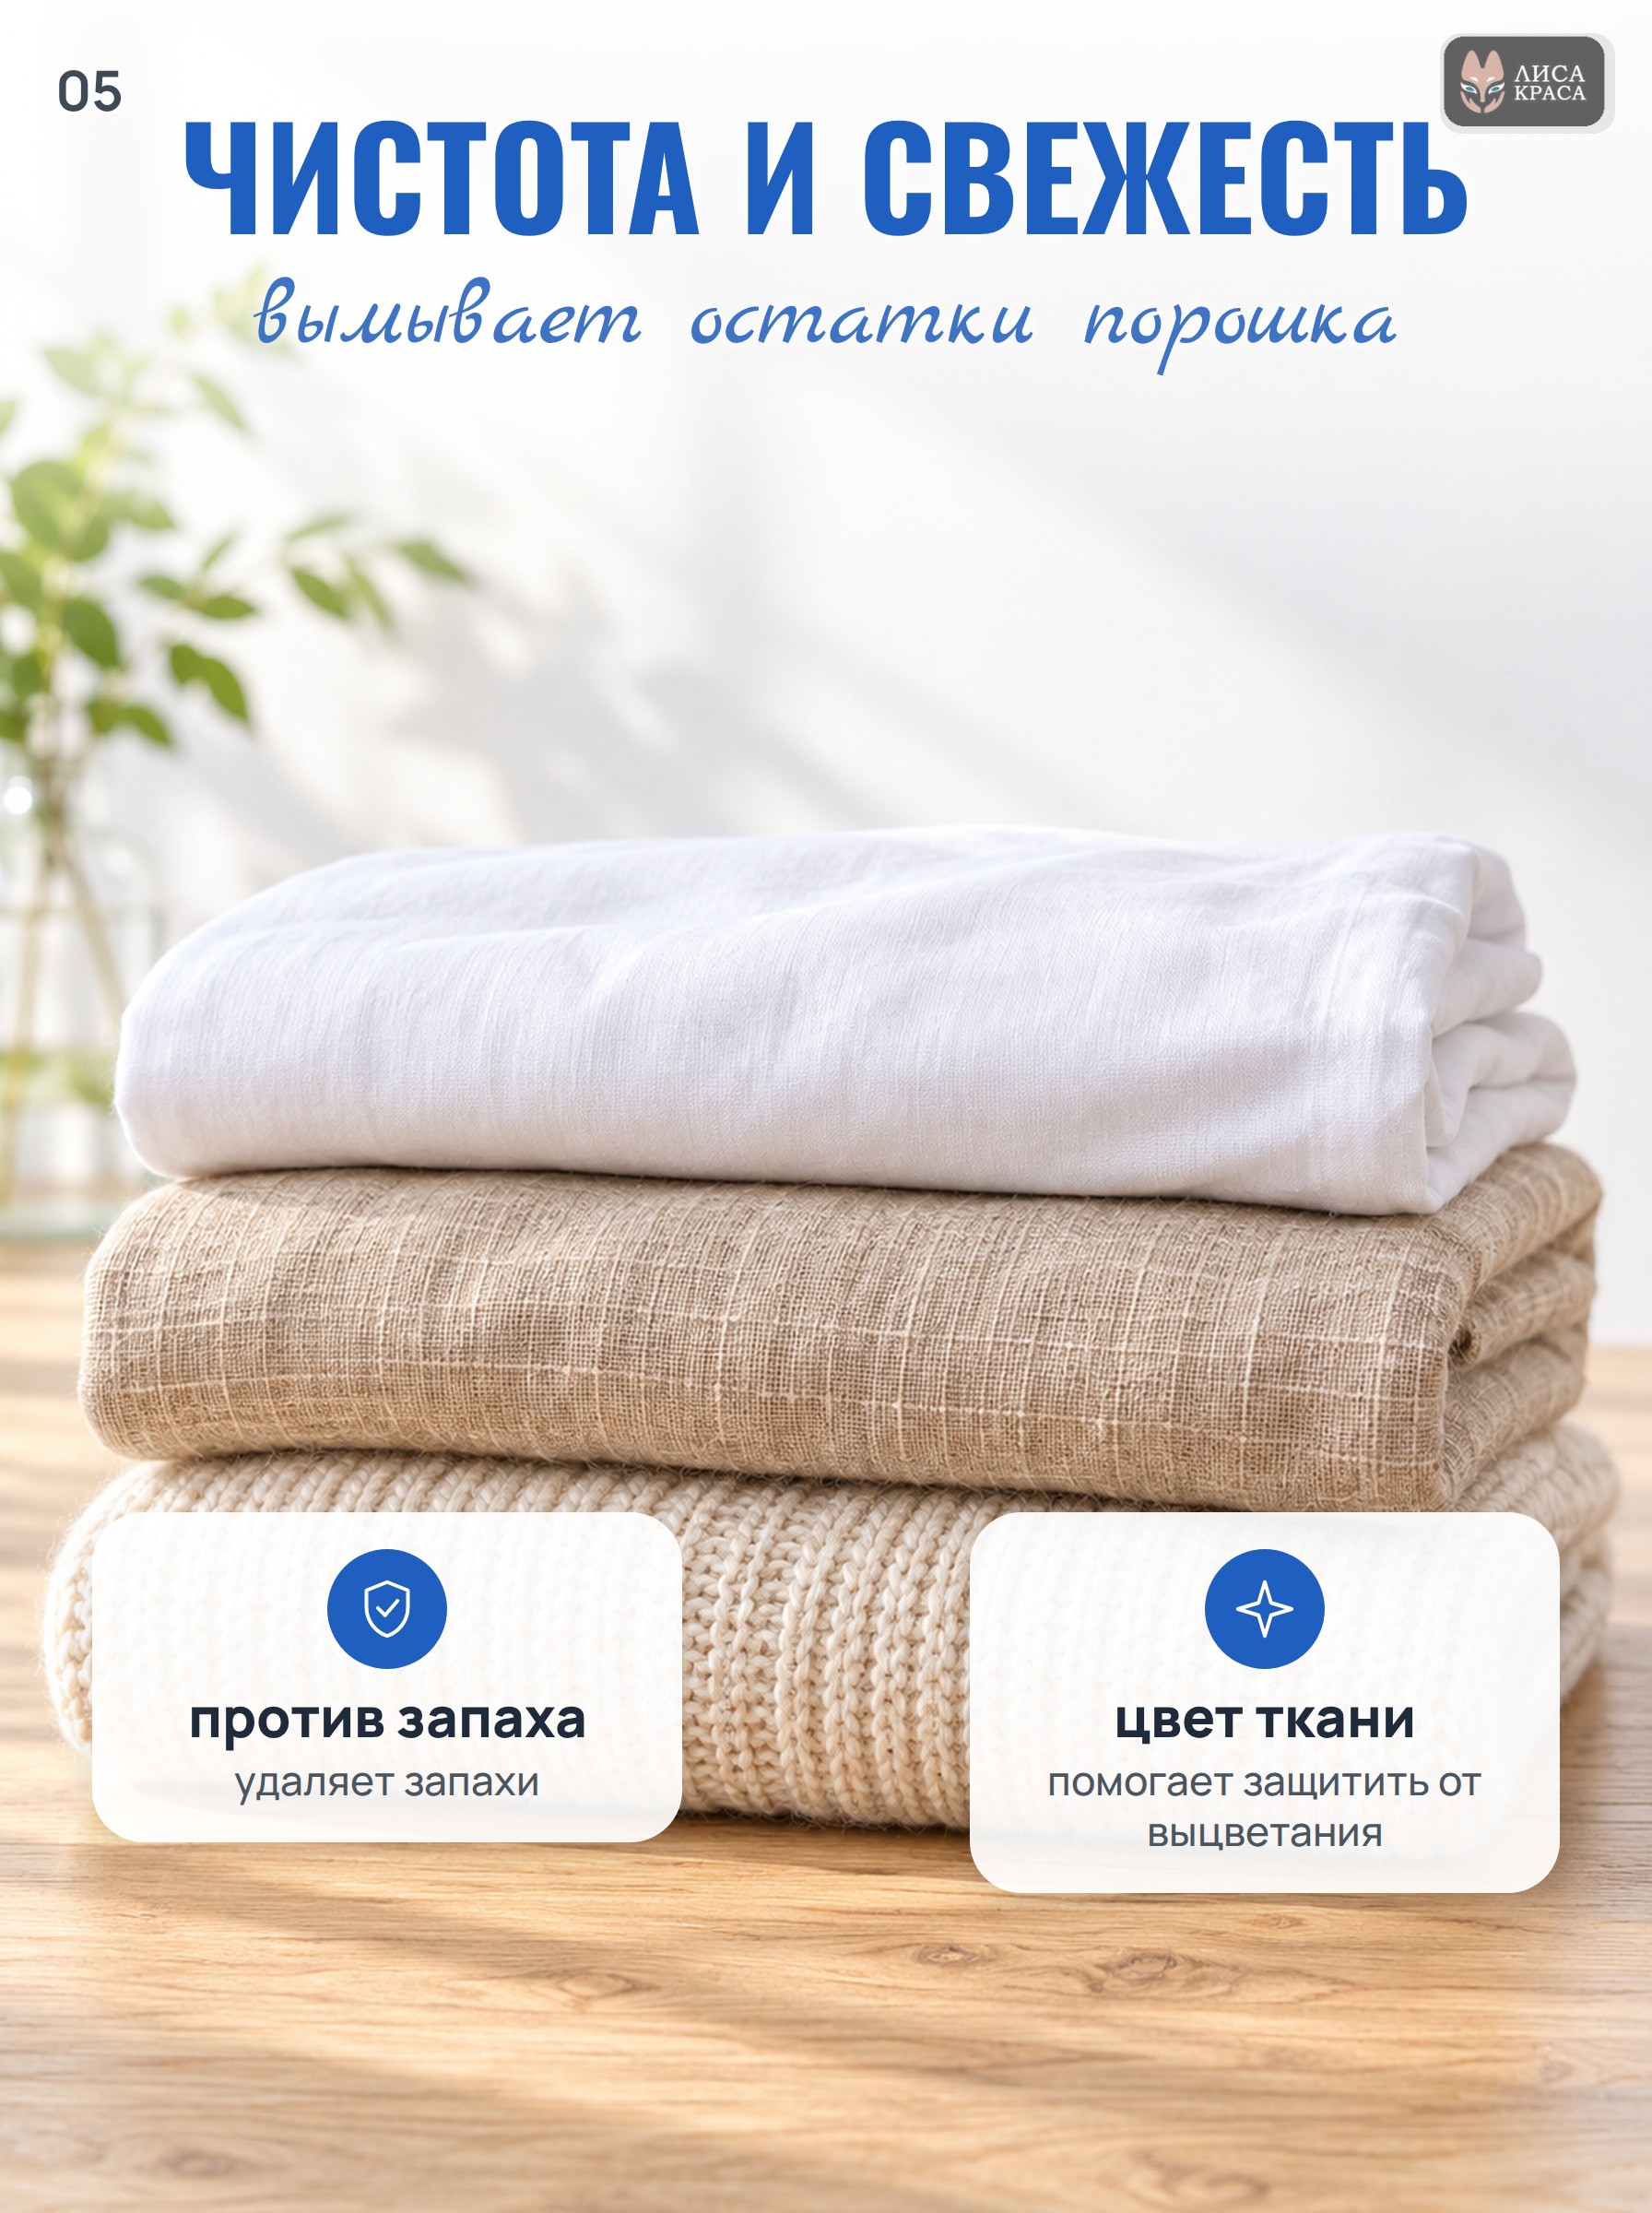 05
ЛИСА
КРАСА
ЧИСТОТА И СВЕЖЕСТЬ
вымывает остатки порошка
против запаха
удаляет запахи
цвет ткани
помогает защитить от
выцветания